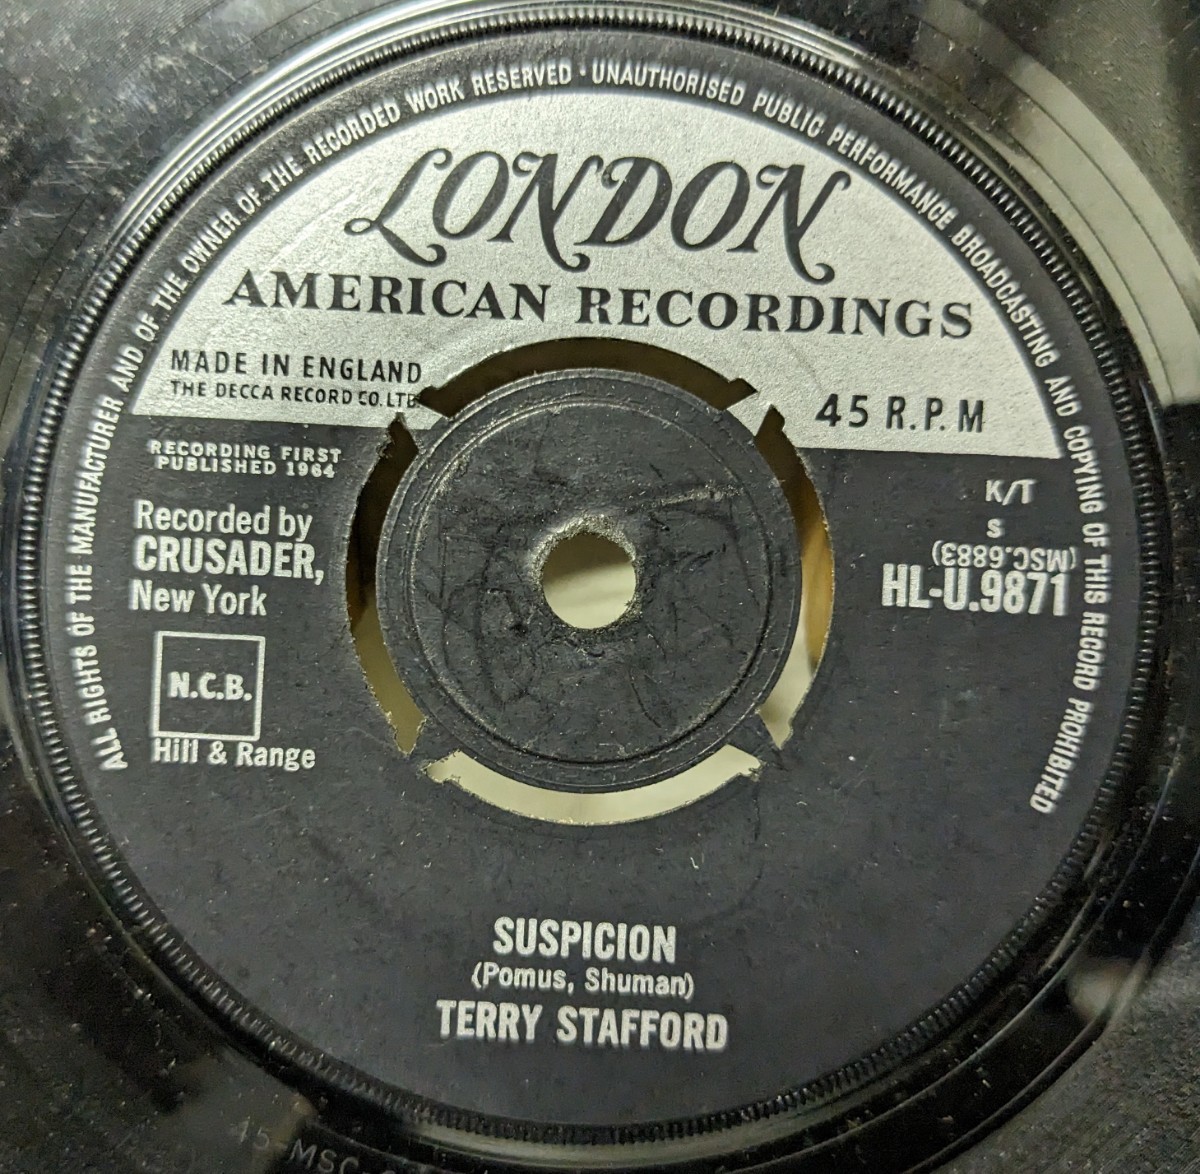 ALL RIGHTS OF THE MANUFACTURER AND OF THE OWNER OF THE RECORDED WORK RESERVED · UNAUTHORISED PUBLIC PERFORMANCE BROADCASTING AND COPYING OF THIS RECORD PROHIBITED
LONDON
AMERICAN RECORDINGS
MADE IN ENGLAND
THE DECCA RECORD CO. LTD.
45 R.P.M
RECORDING FIRST
PUBLISHED 1964
K/T
S
(MSC.6883)
HL-U.9871
Recorded by
CRUSADER,
New York
N.C.B.
Hill & Range
SUSPICION
(Pomus, Shuman)
TERRY STAFFORD
45-MSC